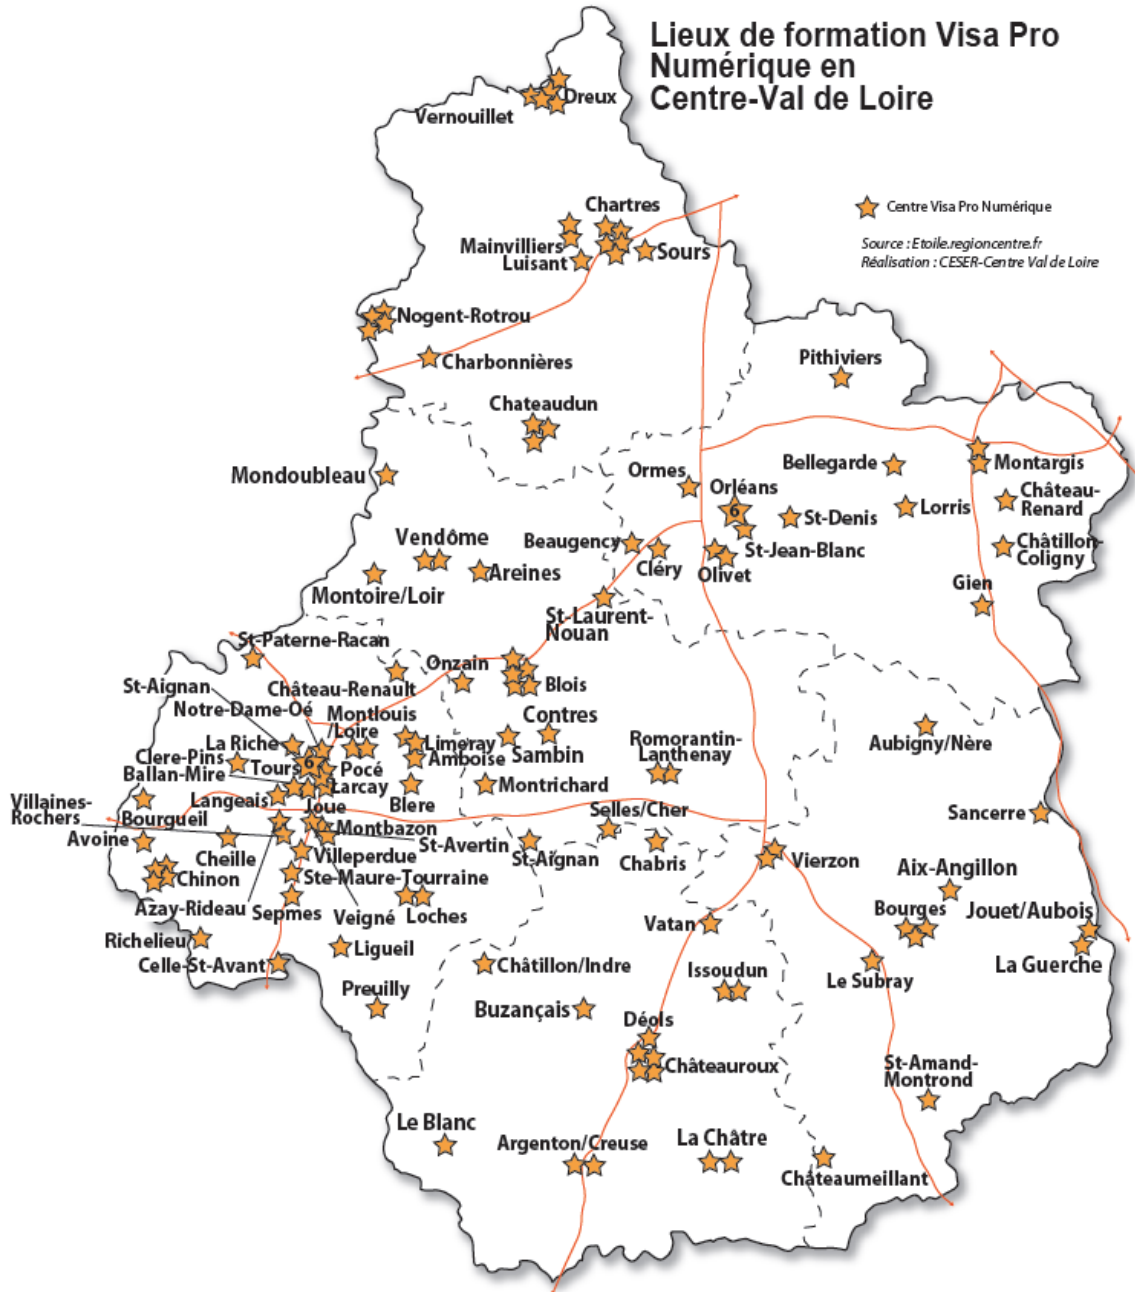 Lieux de formation Visa Pro
Numérique en
Centre-Val de Loire
Dreux
Vernouillet
Centre Visa Pro Numérique
Source : Etoile.regioncentre.fr
Réalisation : CESER-Centre Val de Loire
Chartres
Mainvilliers
Luisant
Sours
Nogent-Rotrou
Charbonnières
Pithiviers
Chateaudun
Mondoubleau
Ormes
Orléans
6
Bellegarde
Montargis
Château-
Renard
Lorris
St-Denis
Beaugency
Cléry
Olivet
St-Jean-Blanc
Châtillon-
Coligny
Gien
Vendôme
Areines
Montoire/Loir
St-Laurent-
Nouan
St-Paterne-Racan
Onzain
Blois
St-Aignan
Château-Renault
Notre-Dame-Oé
Montlouis
/Loire
Contres
Sambin
La Riche
Limeray
Amboise
Clere-Pins
Tours
6
Pocé
Ballan-Mire
Larcay
Blere
Montrichard
Romorantin-
Lanthenay
Aubigny/Nère
Villaines-
Rochers
Langeais
Bourgueil
Joue
Montbazon
St-Avertin
Selles/Cher
Sancerre
Avoine
Cheille
Villeperdue
St-Aignan
Chabris
Vierzon
Chinon
Ste-Maure-Tourraine
Aix-Angillon
Azay-Rideau
Sepmes
Veigné
Loches
Vatan
Bourges
Jouet/Aubois
Richelieu
Ligueil
La Guerche
Celle-St-Avant
Châtillon/Indre
Issoudun
Le Subray
Preuilly
Buzançais
Déols
Châteauroux
St-Amand-
Montrond
Le Blanc
Argenton/Creuse
La Châtre
Châteaumeillant